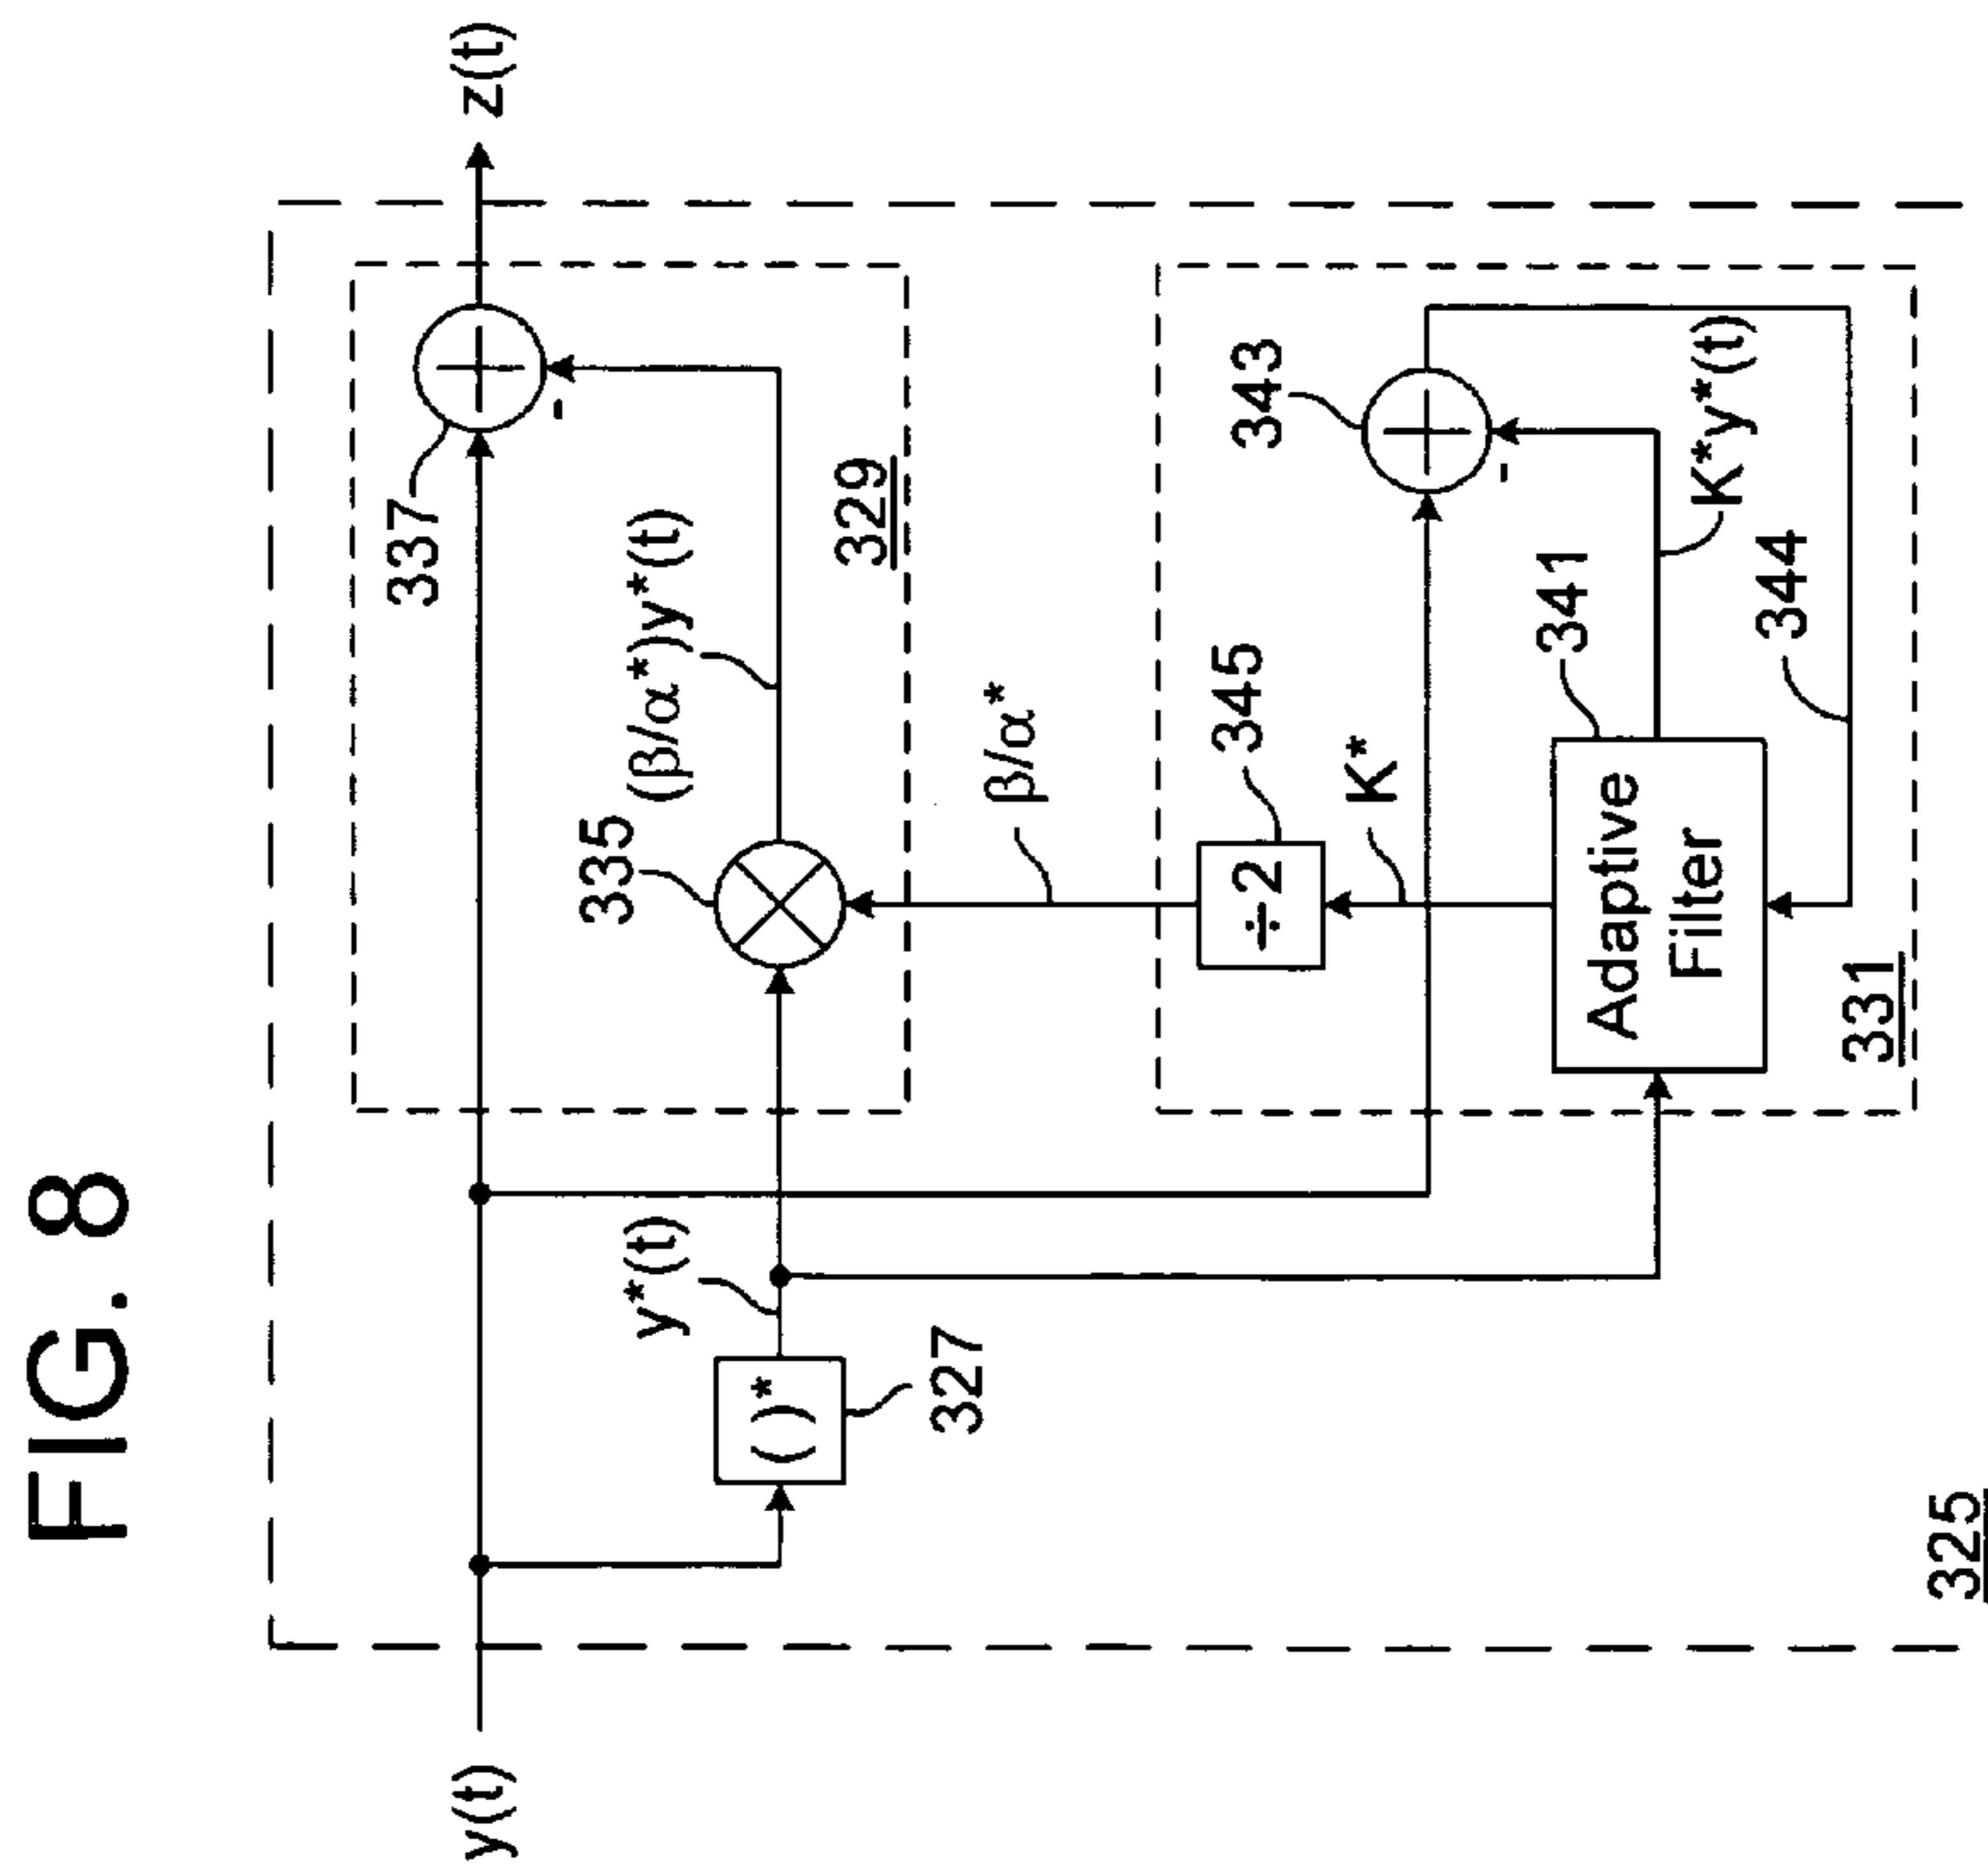 FIG. 8
y(t)
z(t)
337
( )*
327
y*(t)
335
(β/α*)y*(t)
329
β/α*
÷2
345
K*
343
Adaptive
Filter
341
K*y*(t)
344
331
325